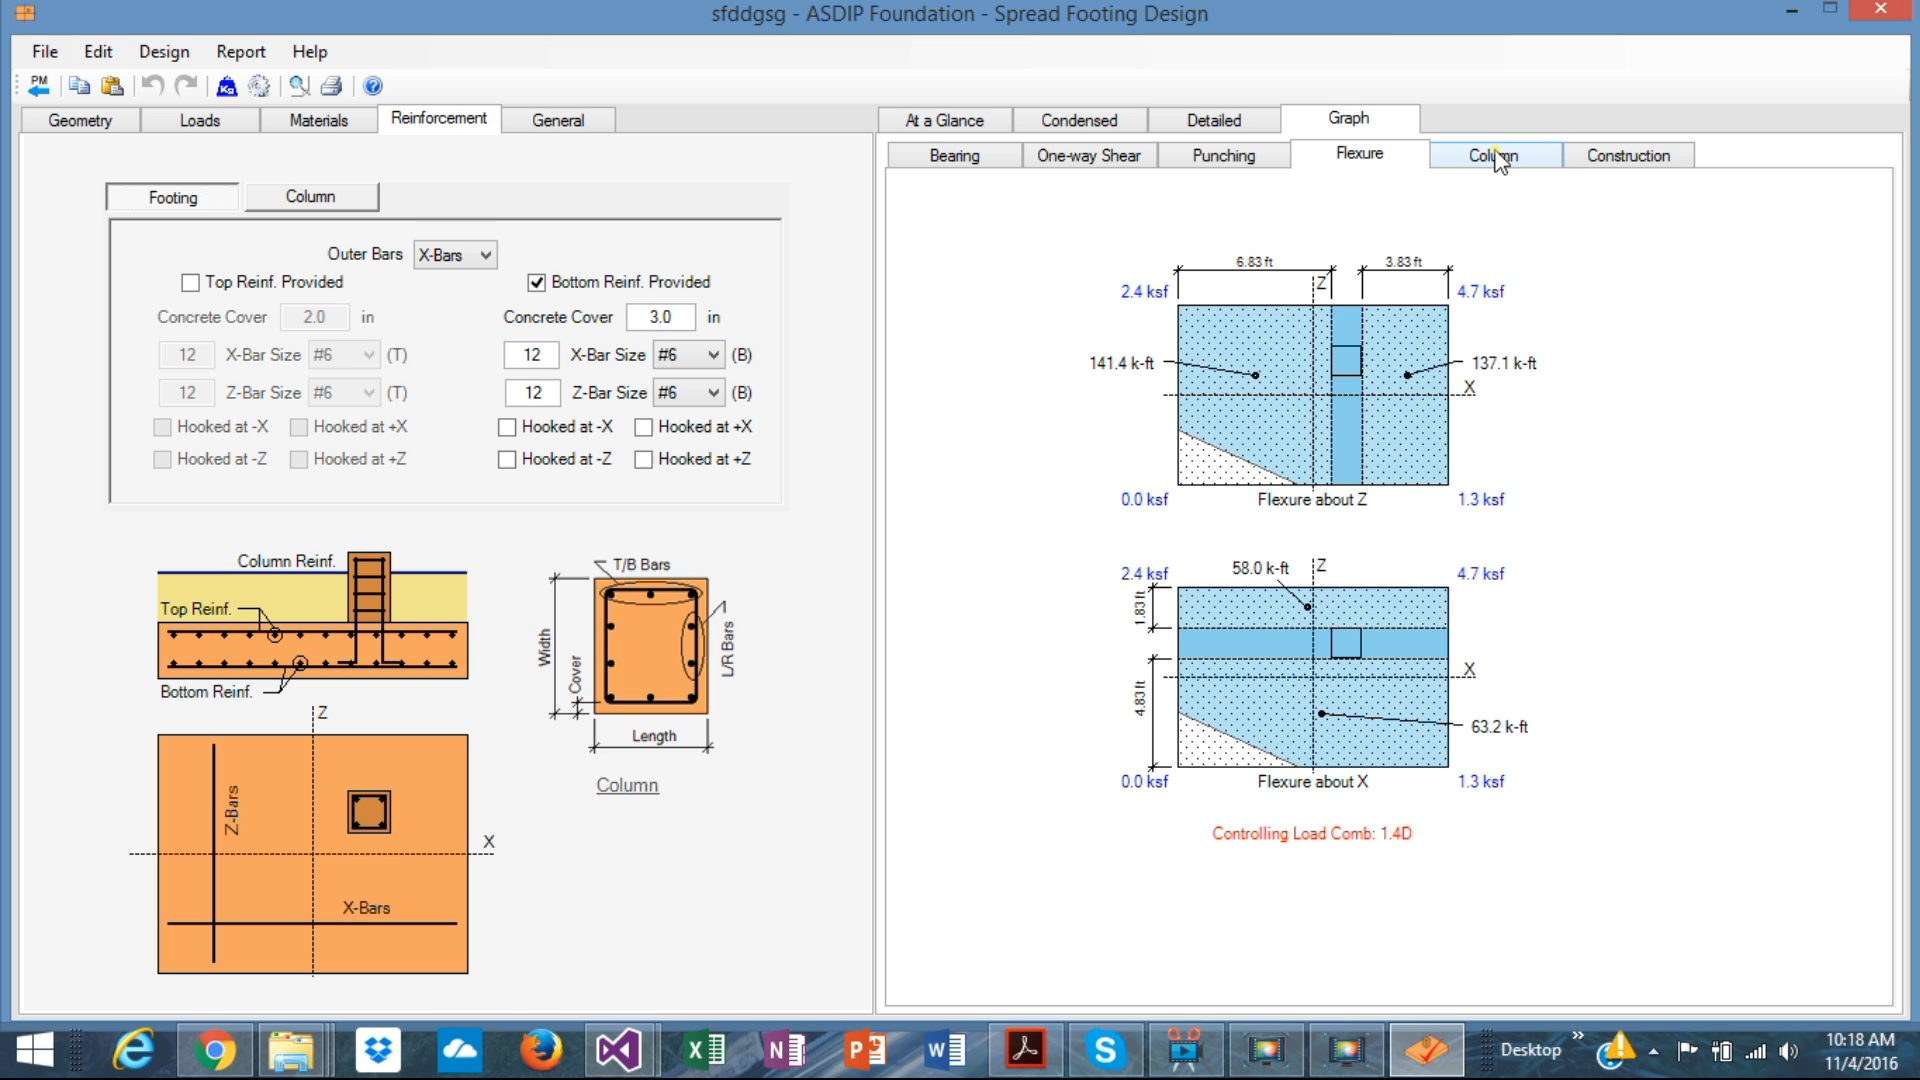 sfddgsg - ASDIP Foundation - Spread Footing Design
File Edit Design Report Help
PM
Kg
Geometry Loads Materials Reinforcement General
At a Glance Condensed Detailed Graph
Bearing One-way Shear Punching Flexure Column Construction
Footing Column
Outer Bars X-Bars
Top Reinf. Provided Bottom Reinf. Provided
Concrete Cover 2.0 in Concrete Cover 3.0 in
12 X-Bar Size #6 (T) 12 X-Bar Size #6 (B)
12 Z-Bar Size #6 (T) 12 Z-Bar Size #6 (B)
Hooked at -X Hooked at +X Hooked at -X Hooked at +X
Hooked at -Z Hooked at +Z Hooked at -Z Hooked at +Z
Column Reinf.
Top Reinf.
Bottom Reinf.
Z
Z-Bars
X
X-Bars
T/B Bars
Width
Cover
L/R Bars
Length
Column
6.83 ft 3.83 ft
2.4 ksf Z 4.7 ksf
141.4 k-ft 137.1 k-ft
X
0.0 ksf Flexure about Z 1.3 ksf
2.4 ksf 58.0 k-ft Z 4.7 ksf
1.83 ft
X
4.83 ft
63.2 k-ft
0.0 ksf Flexure about X 1.3 ksf
Controlling Load Comb: 1.4D
Desktop
10:18 AM
11/4/2016